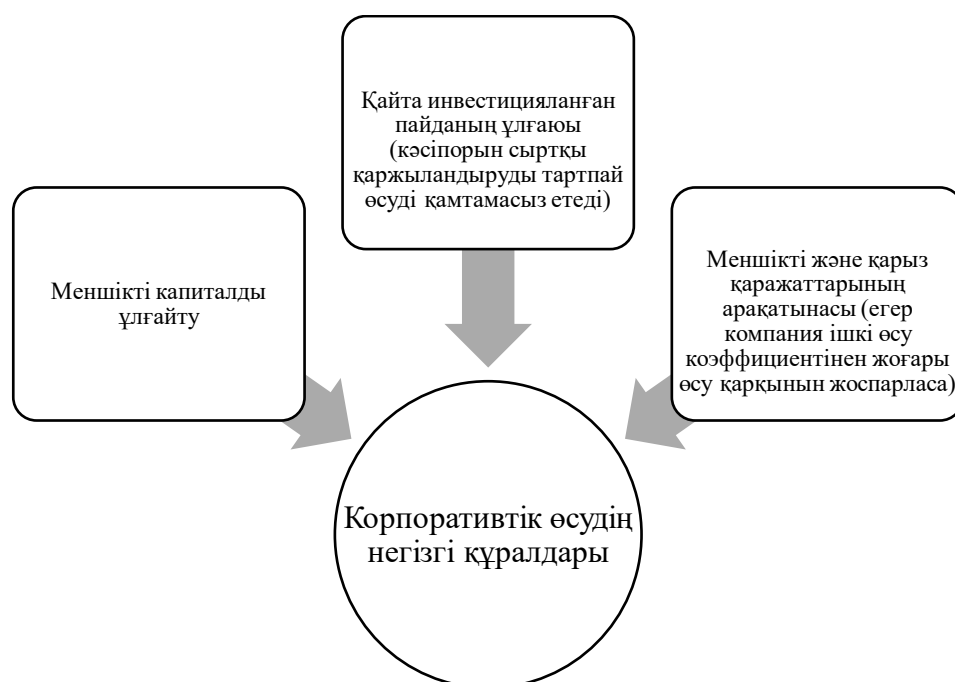 Меншікті капиталды
ұлғайту
Қайта инвестицияланған
пайданың ұлғаюы
(кәсіпорын сыртқы
қаржыландыруды тартпай
өсуді қамтамасыз етеді)
Меншікті және қарыз
қаражаттарының
арақатынасы (егер
компания ішкі өсу
коэффициентінен жоғары
өсу қарқынын жоспарласа)
Корпоративтік өсудің
негізгі құралдары